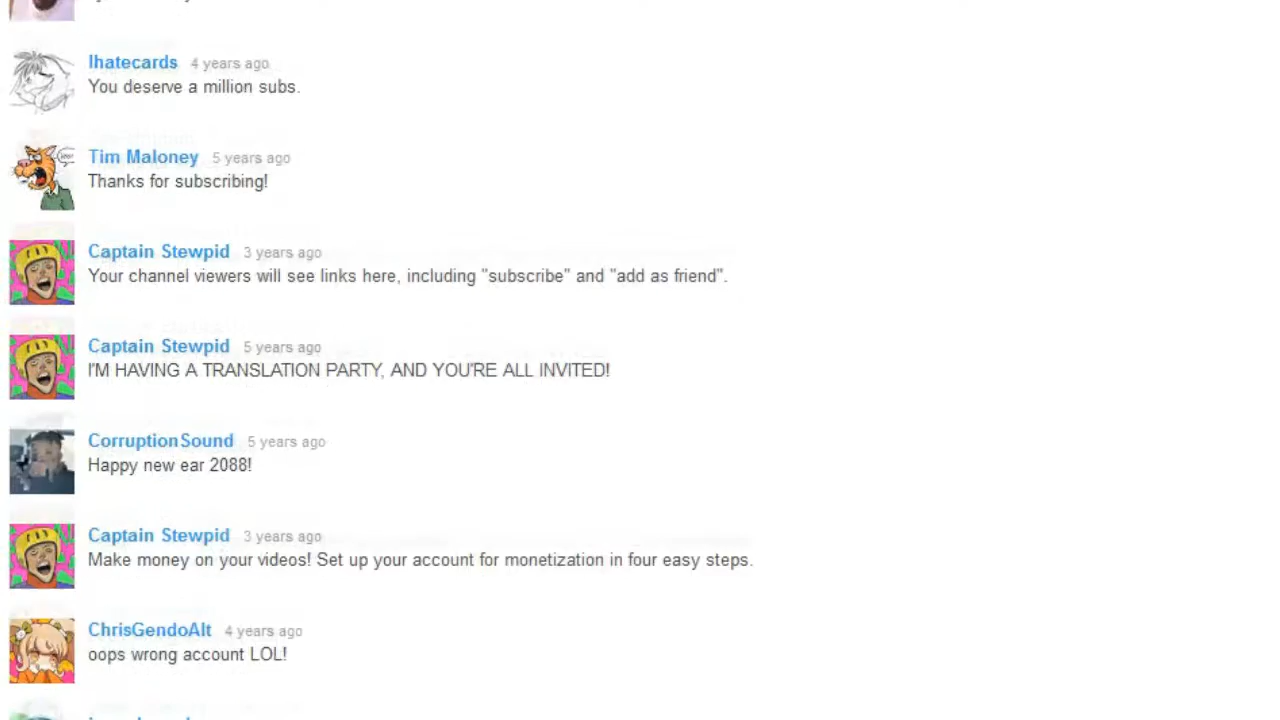 Ihatecards 4 years ago
You deserve a million subs.
Tim Maloney 5 years ago
Thanks for subscribing!
Captain Stewpid 3 years ago
Your channel viewers will see links here, including "subscribe" and "add as friend".
Captain Stewpid 5 years ago
I'M HAVING A TRANSLATION PARTY, AND YOU'RE ALL INVITED!
CorruptionSound 5 years ago
Happy new ear 2088!
Captain Stewpid 3 years ago
Make money on your videos! Set up your account for monetization in four easy steps.
ChrisGendoAlt 4 years ago
oops wrong account LOL!